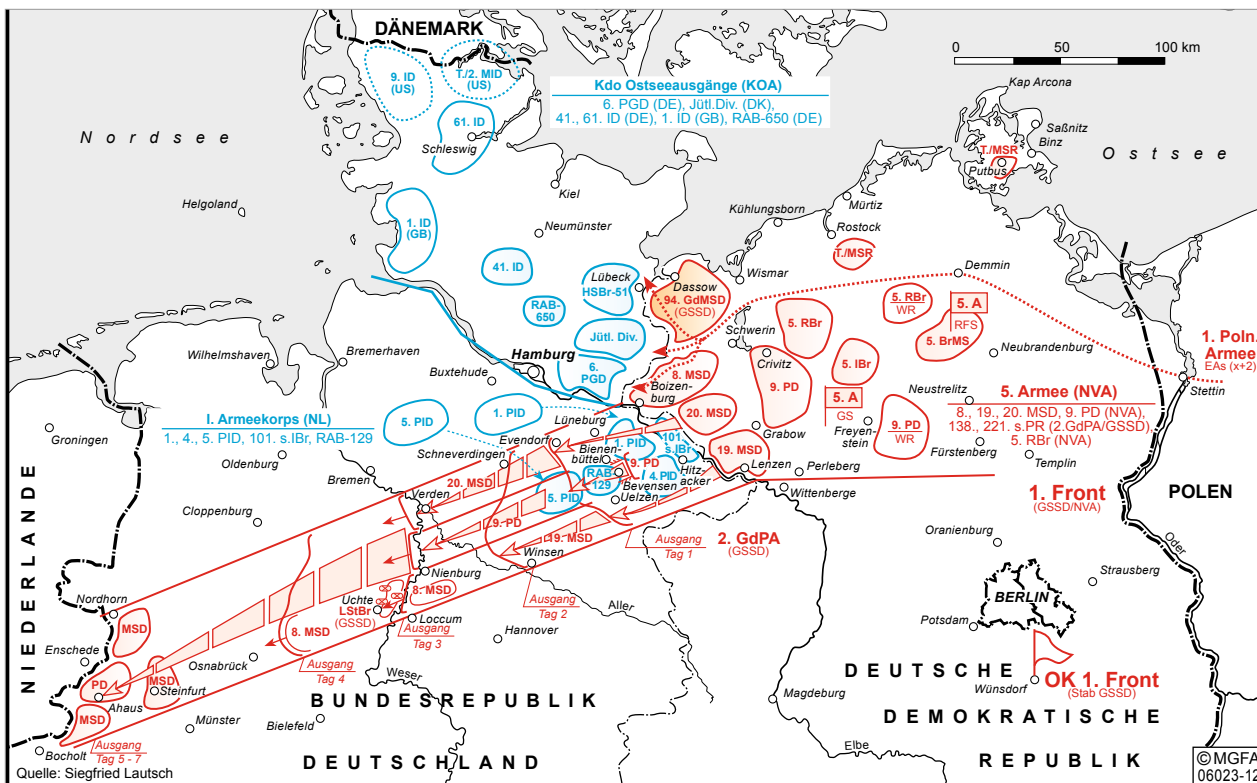 DÄNEMARK
0 50 100 km
9. ID
(US)
T./2. MID
(US)
Kdo Ostseeausgänge (KOA)
6. PGD (DE), Jütl.Div. (DK),
41., 61. ID (DE), 1. ID (GB), RAB-650 (DE)
Kap Arcona
Nordsee
61. ID
Schleswig
Saßnitz
Binz
T./MSR
Putbus
Ostsee
Kiel
Helgoland
Mürtiz
Kühlungsborn
Rostock
1. ID
(GB)
Neumünster
T./MSR
41. ID
Lübeck
HSBr-51
Dassow
94. GdMSD
(GSSD)
Wismar
Demmin
RAB-
650
5. RBr
5. RBr
WR
5. A
RFS
5. BrMS
Jütl. Div.
Schwerin
1. Poln.
Armee
EAs (x+2)
Wilhelmshaven
Bremerhaven
Hamburg
Crivitz
Neubrandenburg
Buxtehude
6.
PGD
8. MSD
5. IBr
9. PD
Boizen-
burg
Neustrelitz
Stettin
5. Armee (NVA)
8., 19., 20. MSD, 9. PD (NVA),
138., 221. s.PR (2.GdPA/GSSD),
5. RBr (NVA)
5. A
GS
I. Armeekorps (NL)
1., 4., 5. PID, 101. s.IBr, RAB-129
5. PID
1. PID
Lüneburg
20. MSD
Freyen-
stein
9. PD
WR
Groningen
Grabow
Evendorf
Bienen-
büttel
1. PID
101.
s.IBr
Fürstenberg
Oldenburg
Schneverdingen
19. MSD
Lenzen
Perleberg
Templin
9. PD
Hitz-
acker
RAB
129
4. PID
Bremen
20. MSD
Bevensen
Uelzen
Wittenberge
NIEDERLANDE
Verden
5. PID
1. Front
(GSSD/NVA)
POLEN
Cloppenburg
9. PD
19. MSD
Oranienburg
Ausgang
Tag 1
2. GdPA
(GSSD)
Oder
Winsen
Nienburg
Strausberg
Uchte
LStBr
(GSSD)
8. MSD
Ausgang
Tag 2
BERLIN
Nordhorn
Aller
Potsdam
MSD
Loccum
Hannover
8. MSD
Ausgang
Tag 3
Enschede
Osnabrück
Ausgang
Tag 4
DEUTSCHE
Weser
PD
MSD
Steinfurt
OK 1. Front
(Stab GSSD)
Wünsdorf
Ahaus
BUNDESREPUBLIK
Magdeburg
MSD
Münster
Bielefeld
DEMOKRATISCHE
Ausgang
Tag 5 - 7
Bocholt
Elbe
DEUTSCHLAND
REPUBLIK
Quelle: Siegfried Lautsch
©MGFA
06023-12